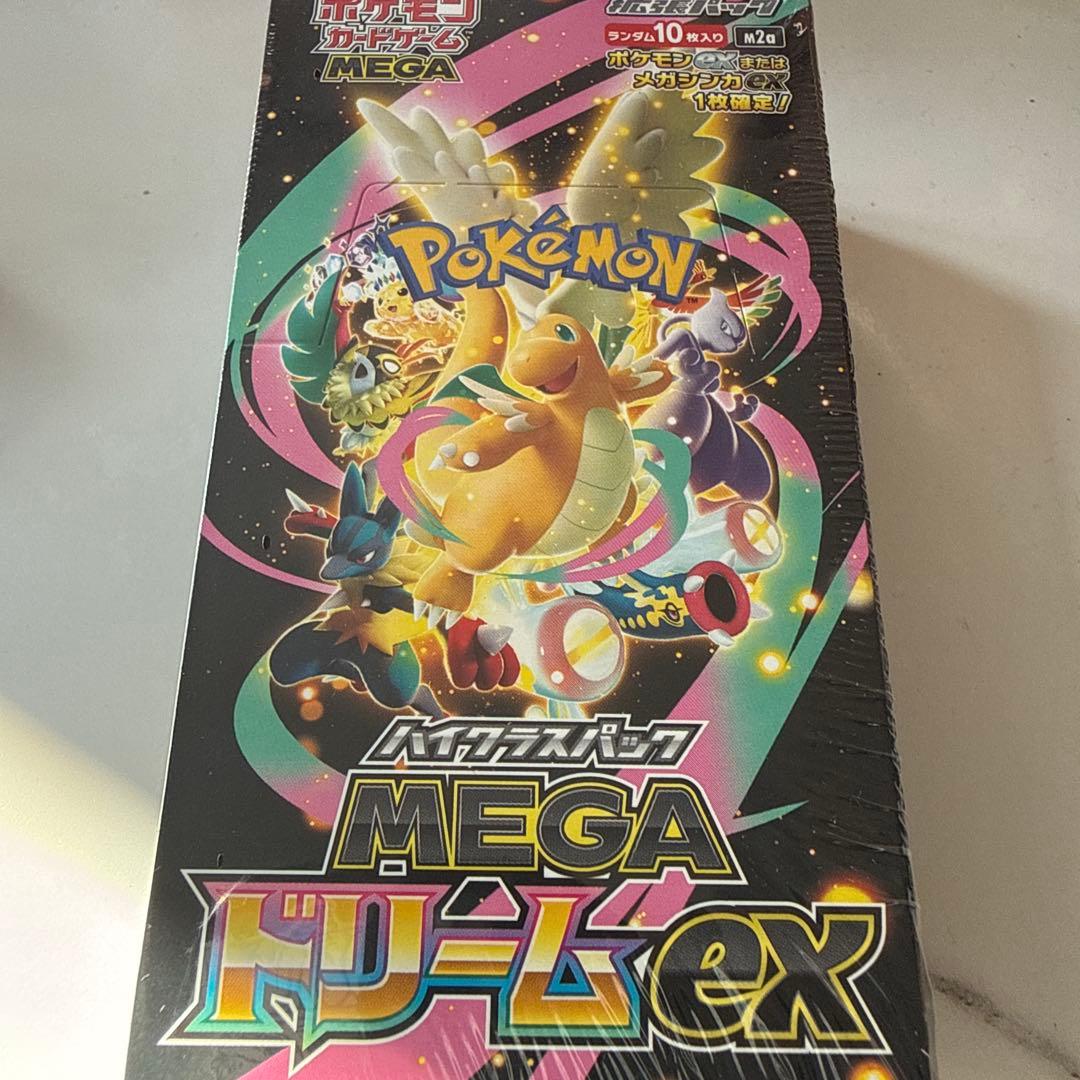 ポケモン
カードゲーム
MEGA
拡張パック
ランダム10枚入り M2a
ポケモンexまたは
メガシンカex
1枚確定!
POKéMON
TM
ハイクラスパック
MEGA
ドリームex